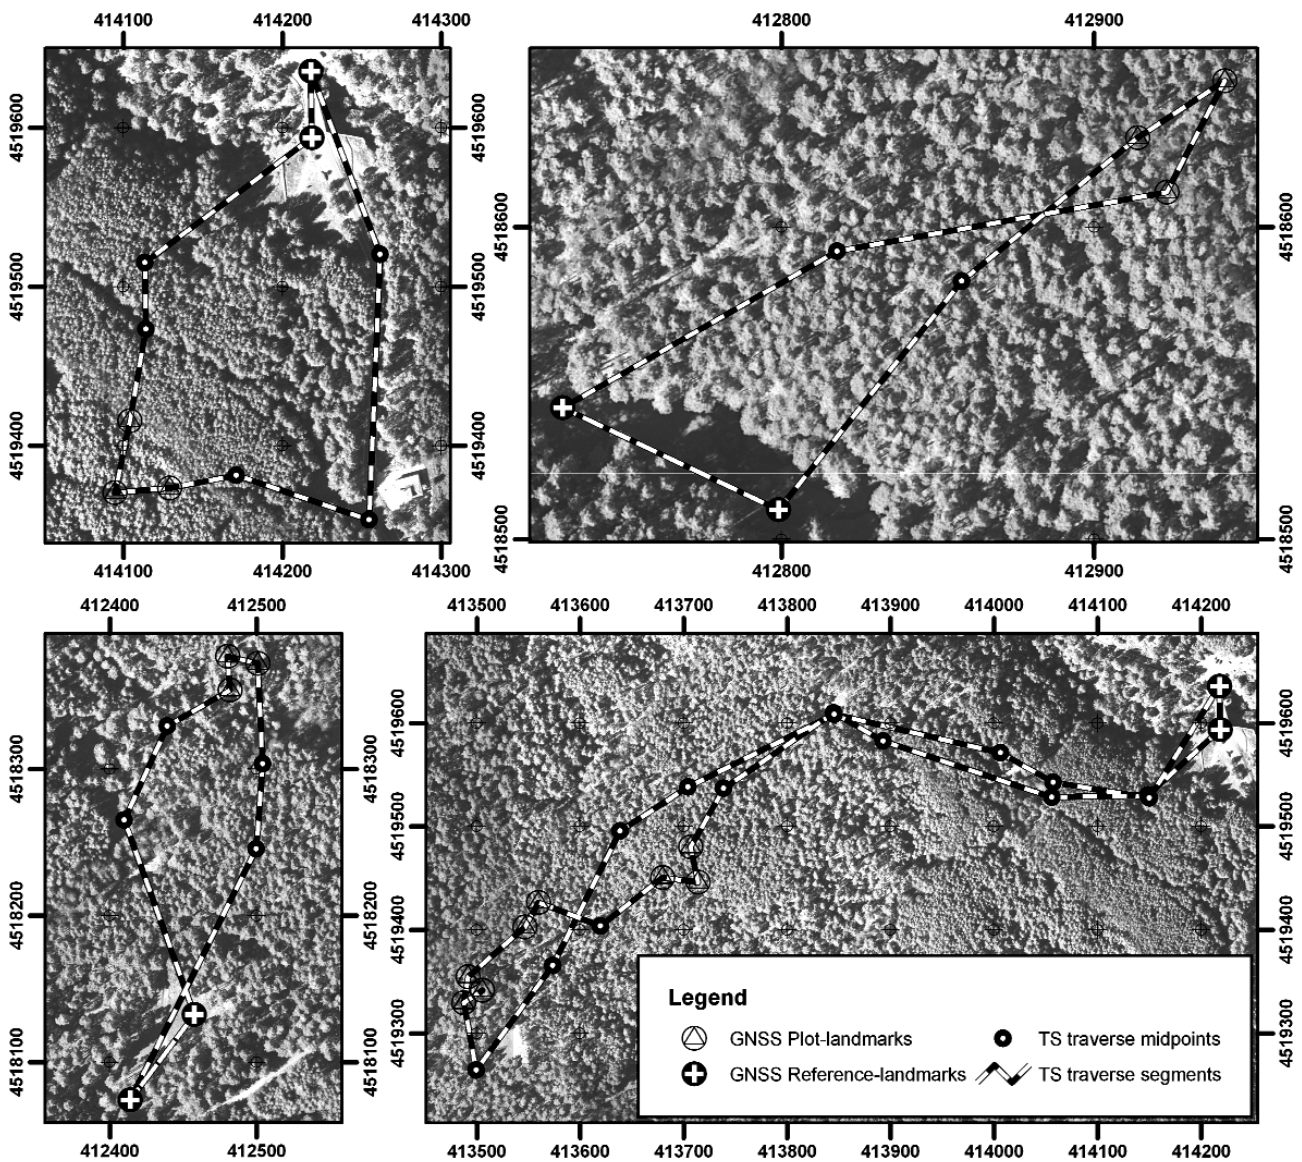 414100 414200 414300
4519600 4519500 4519400
4519600 4519500 4519400
414100 414200 414300
412800 412900
4518600 4518500
4518600 4518500
412800 412900
412400 412500
4518300 4518200 4518100
4518300 4518200 4518100
412400 412500
413500 413600 413700 413800 413900 414000 414100 414200
4519600 4519500 4519400 4519300
4519600 4519500 4519400 4519300
Legend
GNSS Plot-landmarks
TS traverse midpoints
GNSS Reference-landmarks
TS traverse segments
413500 413600 413700 413800 413900 414000 414100 414200